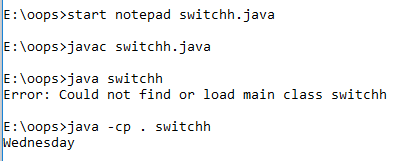 E:\oops>start notepad switchh.java
E:\oops>javac switchh.java
E:\oops>java switchh
Error: Could not find or load main class switchh
E:\oops>java -cp . switchh
Wednesday